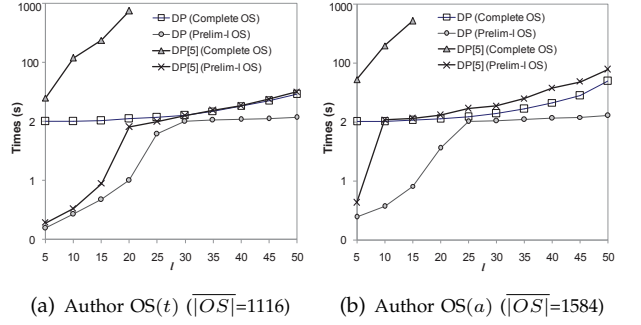 1000
100
2
1
0
Times (s)
DP (Complete OS)
DP (Prelim-l OS)
DP[5] (Complete OS)
DP[5] (Prelim-l OS)
5 10 15 20 25 30 35 40 45 50
l
(a) Author OS(t) (|OS|=1116)
1000
100
2
1
0
Times (s)
DP (Complete OS)
DP (Prelim-l OS)
DP[5] (Complete OS)
DP[5] (Prelim-l OS)
5 10 15 20 25 30 35 40 45 50
l
(b) Author OS(a) (|OS|=1584)